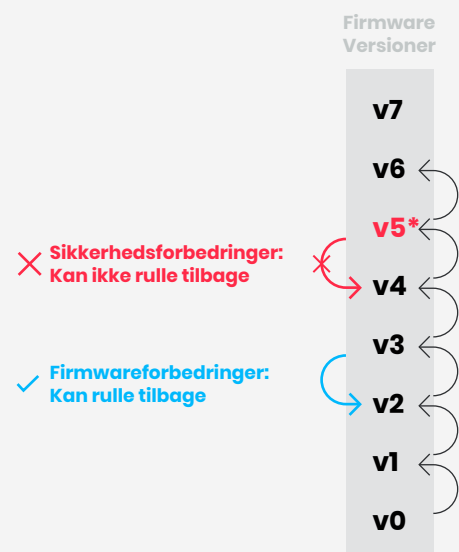 Firmware
Versioner
v7
v6
v5*
Sikkerhedsforbedringer:
Kan ikke rulle tilbage
v4
v3
Firmwareforbedringer:
Kan rulle tilbage
v2
v1
v0